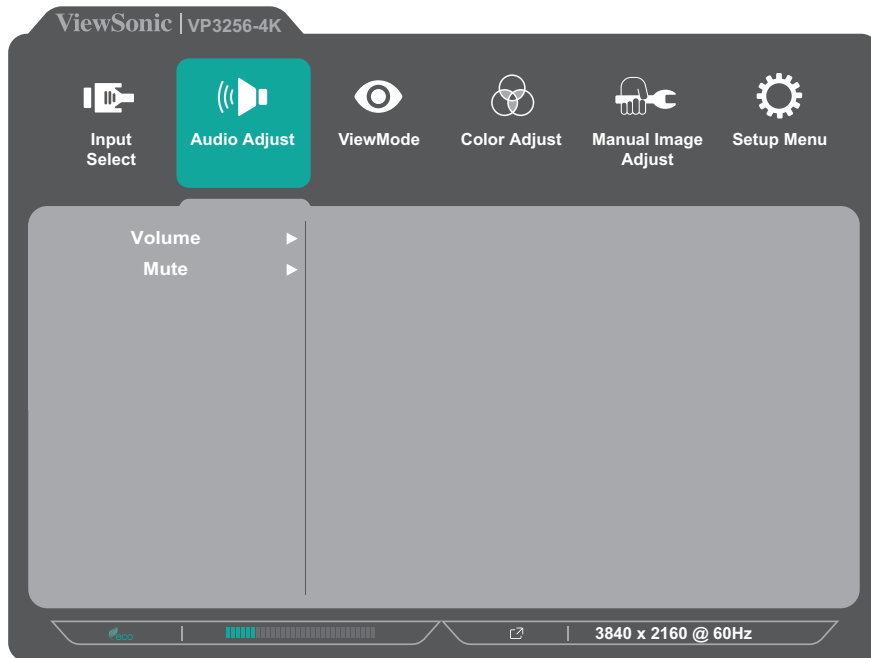 ViewSonic | VP3256-4K
Input
Select
Audio Adjust
ViewMode
Color Adjust
Manual Image
Adjust
Setup Menu
Volume
Mute
eco
3840 x 2160 @ 60Hz